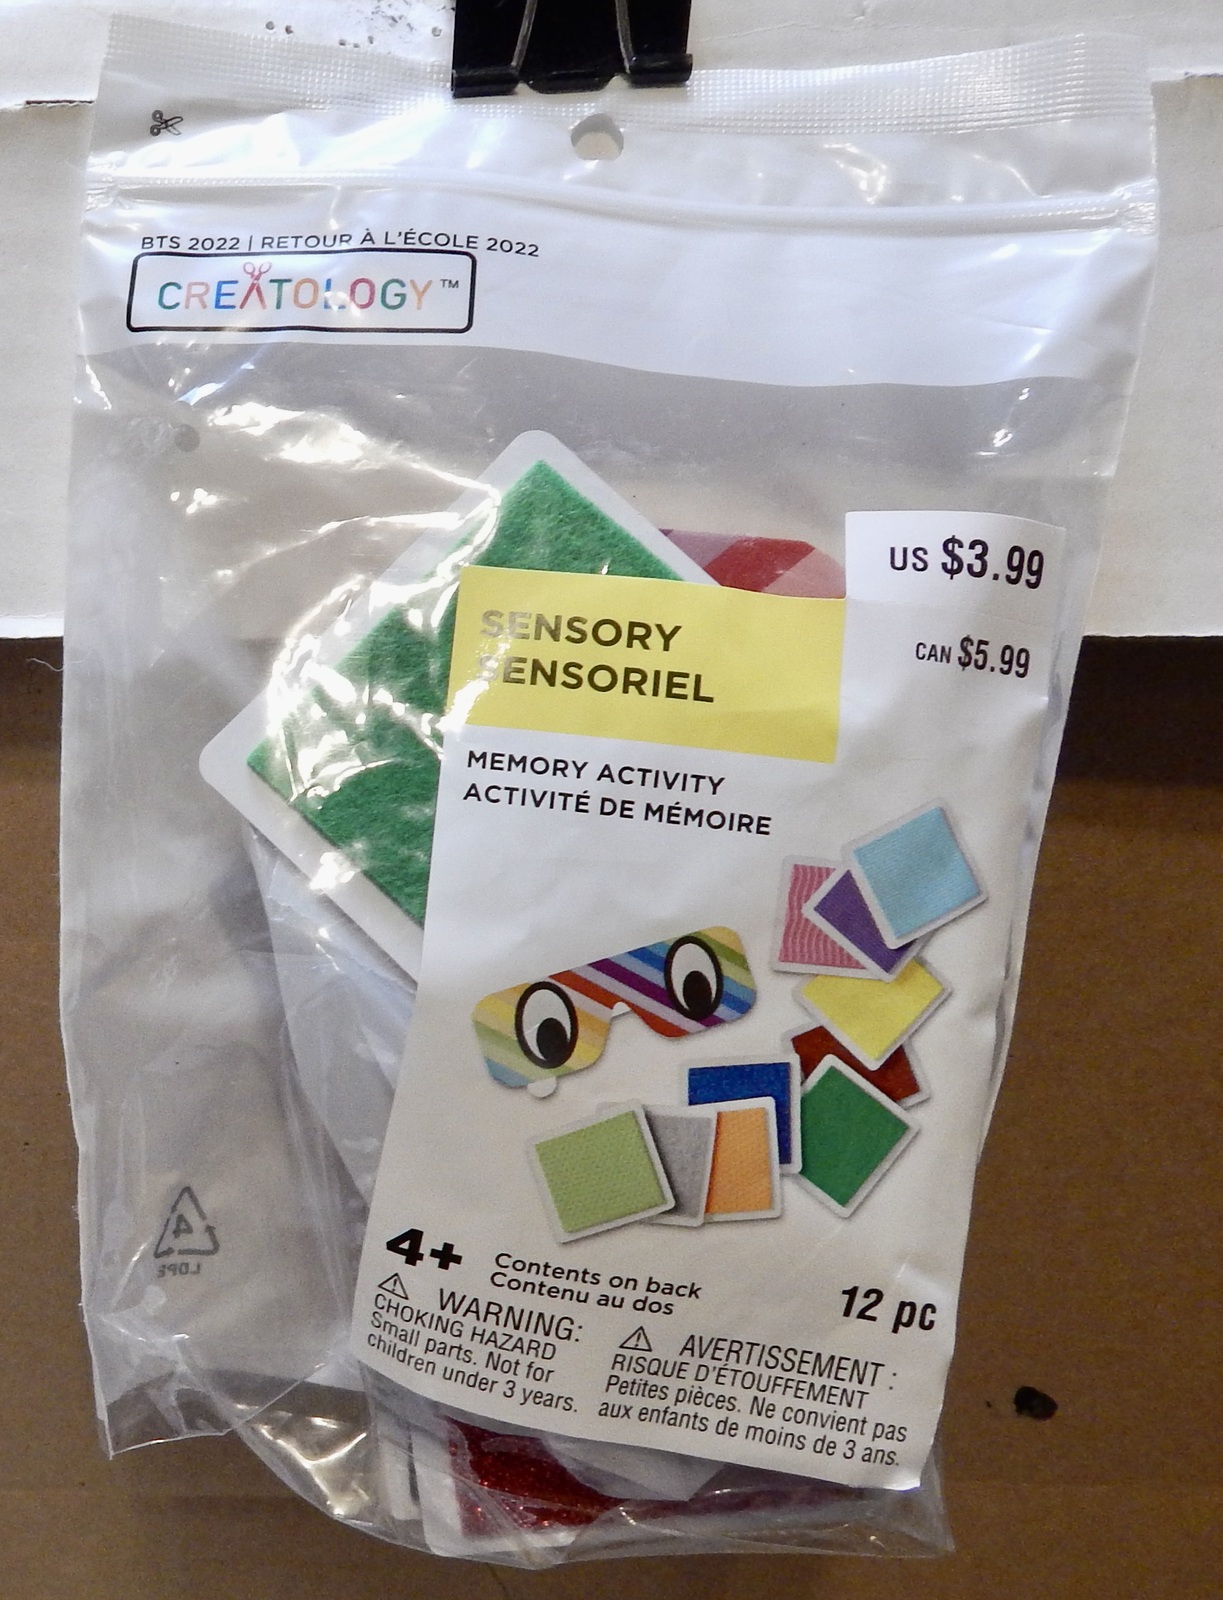 BTS 2022 | RETOUR À L'ÉCOLE 2022
CREATOLOGY™
US $3.99
CAN $5.99
SENSORY
SENSORIEL
MEMORY ACTIVITY
ACTIVITÉ DE MÉMOIRE
4+
Contents on back
Contenu au dos
12 pc
⚠ WARNING:
CHOKING HAZARD
Small parts. Not for
children under 3 years.
⚠ AVERTISSEMENT :
RISQUE D'ÉTOUFFEMENT
Petites pièces. Ne convient pas
aux enfants de moins de 3 ans.
4
LDPE